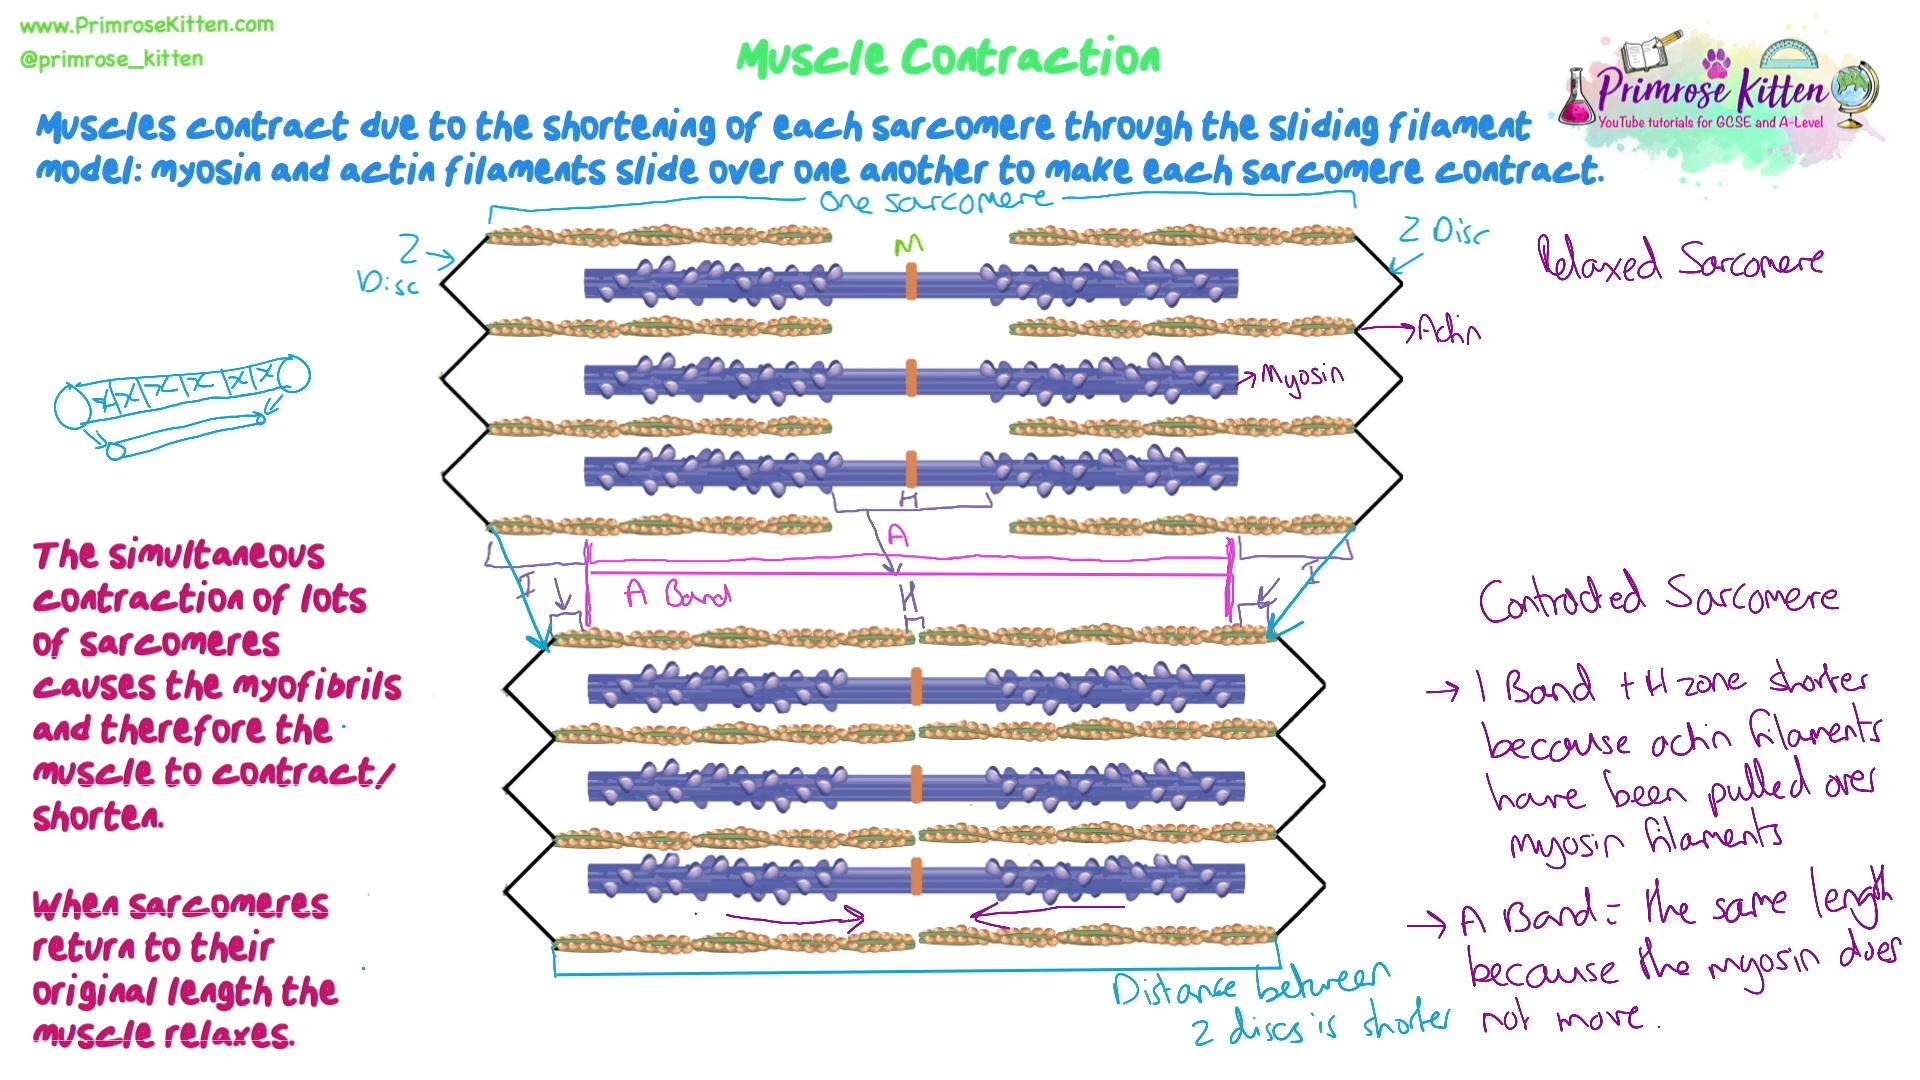 www.PrimroseKitten.com
@primrose_kitten
Muscle Contraction
Primrose Kitten
YouTube tutorials for GCSE and A-Level
Muscles contract due to the shortening of each sarcomere through the sliding filament
model: myosin and actin filaments slide over one another to make each sarcomere contract.
one sarcomere
Z
Disc
M
Z Disc
Relaxed Sarcomere
Actin
Myosin
H
A
I
I
A Band
H
The simultaneous
contraction of lots
of sarcomeres
causes the myofibrils
and therefore the
muscle to contract/
shorten.
When sarcomeres
return to their
original length the
muscle relaxes.
Contracted Sarcomere
→ I Band + H zone shorter
because actin filaments
have been pulled over
myosin filaments
→ A Band = the same length
because the myosin does
not move.
Distance between
Z discs is shorter